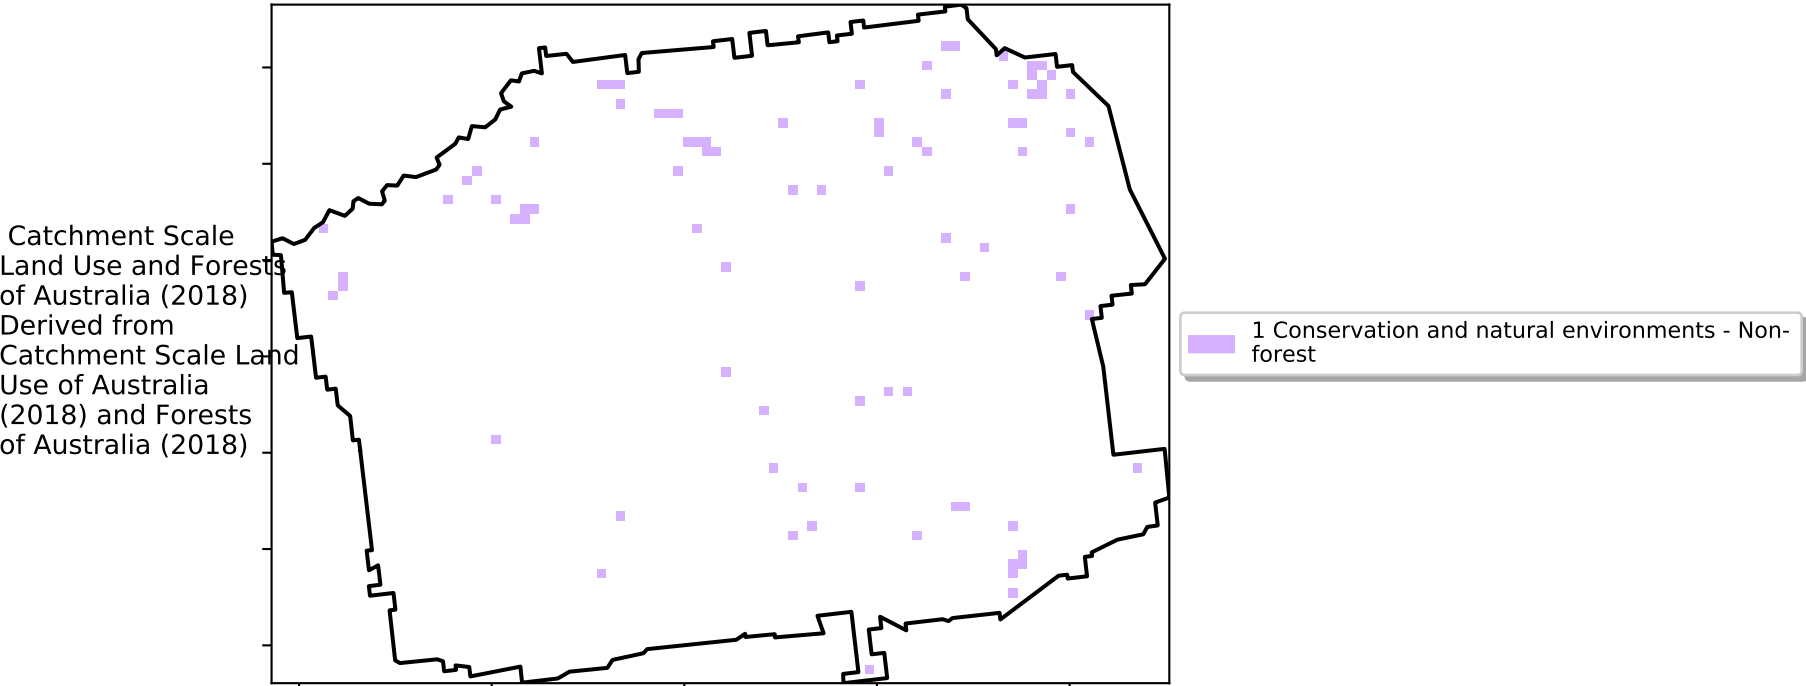 Catchment Scale
Land Use and Forests
of Australia (2018)
Derived from
Catchment Scale Land
Use of Australia
(2018) and Forests
of Australia (2018)
1 Conservation and natural environments - Non-
forest